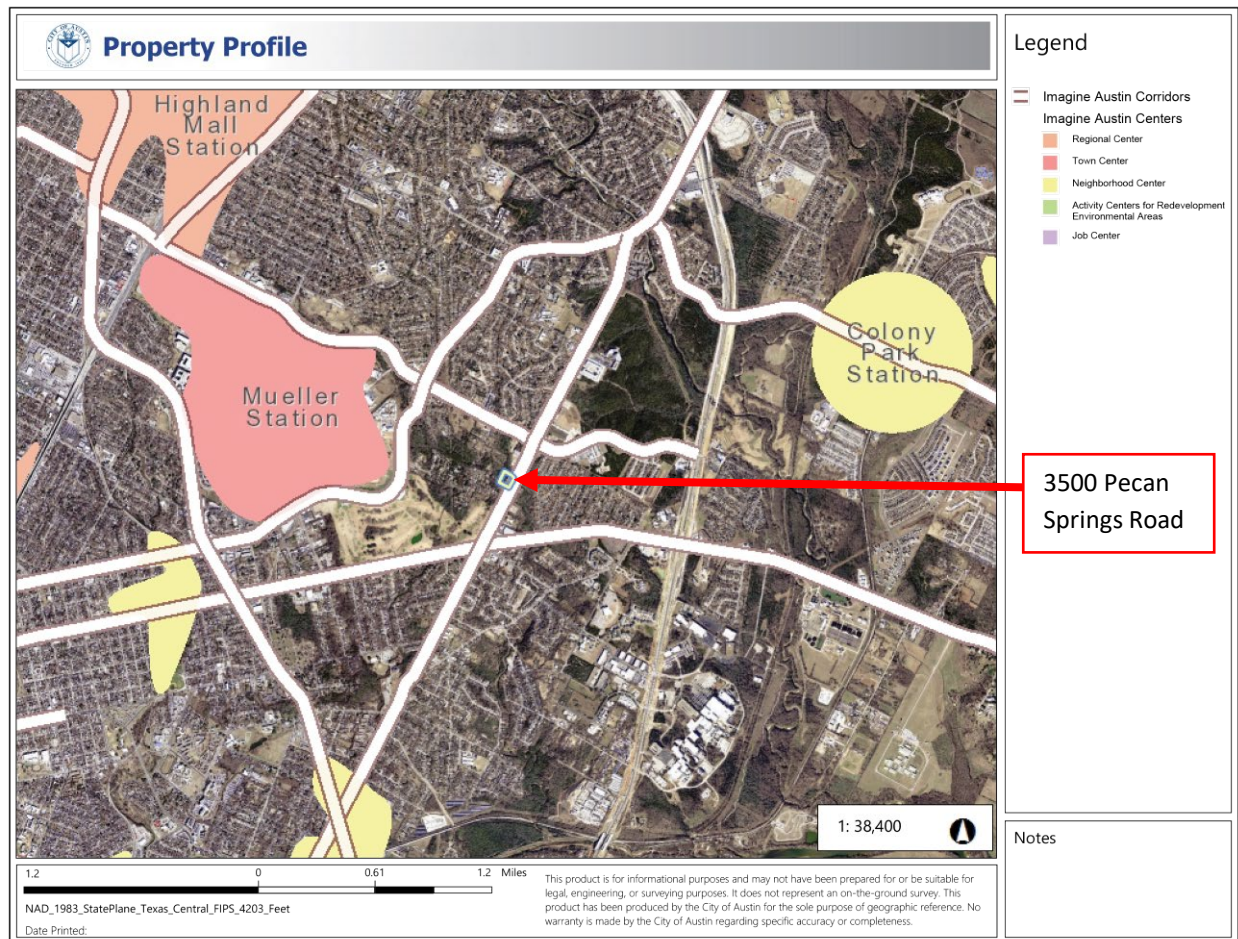 CITY OF AUSTIN
Property Profile
Highland
Mall
Station
Mueller
Station
Colony
Park
Station
1: 38,400
Legend
Imagine Austin Corridors
Imagine Austin Centers
Regional Center
Town Center
Neighborhood Center
Activity Centers for Redevelopment
Environmental Areas
Job Center
3500 Pecan
Springs Road
Notes
1.2 0 0.61 1.2 Miles
NAD_1983_StatePlane_Texas_Central_FIPS_4203_Feet
Date Printed:
This product is for informational purposes and may not have been prepared for or be suitable for
legal, engineering, or surveying purposes. It does not represent an on-the-ground survey. This
product has been produced by the City of Austin for the sole purpose of geographic reference. No
warranty is made by the City of Austin regarding specific accuracy or completeness.